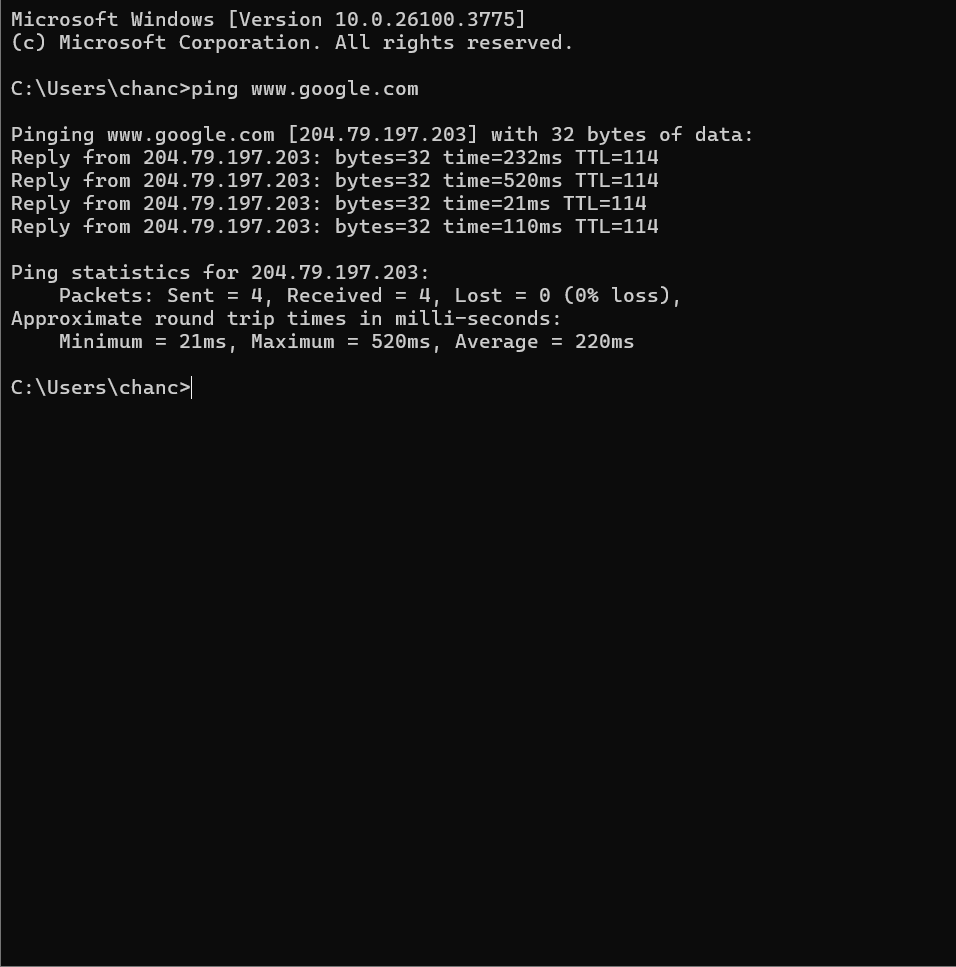 Microsoft Windows [Version 10.0.26100.3775]
(c) Microsoft Corporation. All rights reserved.
C:\Users\chanc>ping www.google.com
Pinging www.google.com [204.79.197.203] with 32 bytes of data:
Reply from 204.79.197.203: bytes=32 time=232ms TTL=114
Reply from 204.79.197.203: bytes=32 time=520ms TTL=114
Reply from 204.79.197.203: bytes=32 time=21ms TTL=114
Reply from 204.79.197.203: bytes=32 time=110ms TTL=114
Ping statistics for 204.79.197.203:
    Packets: Sent = 4, Received = 4, Lost = 0 (0% loss),
Approximate round trip times in milli-seconds:
    Minimum = 21ms, Maximum = 520ms, Average = 220ms
C:\Users\chanc>